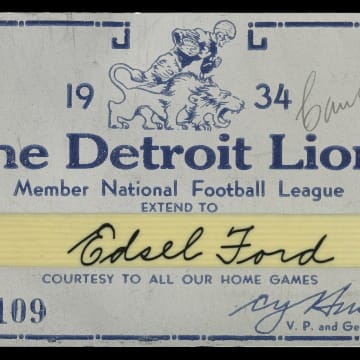 19 34
he Detroit Lion
Member National Football League
EXTEND TO
Edsel Ford
COURTESY TO ALL OUR HOME GAMES
109
V. P. and Ge